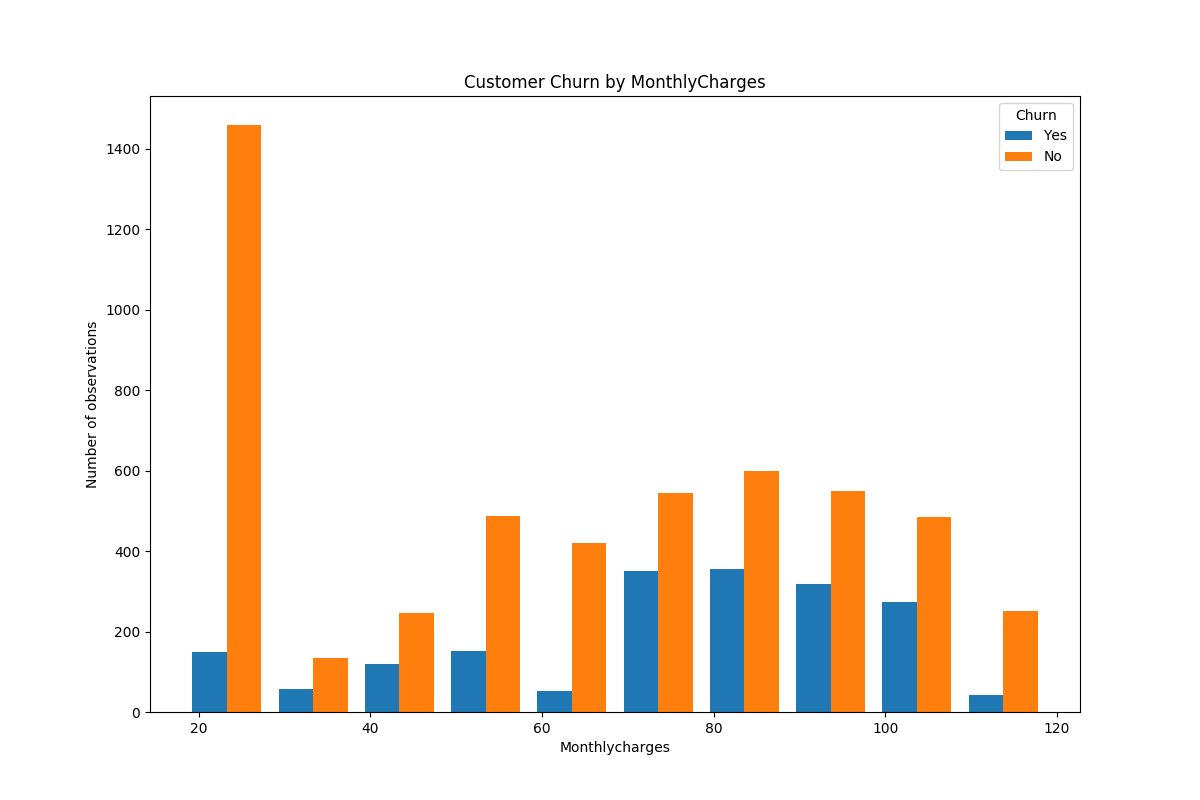 Customer Churn by MonthlyCharges
Churn
Yes
No
1400
1200
1000
800
600
400
200
0
Number of observations
20 40 60 80 100 120
Monthlycharges